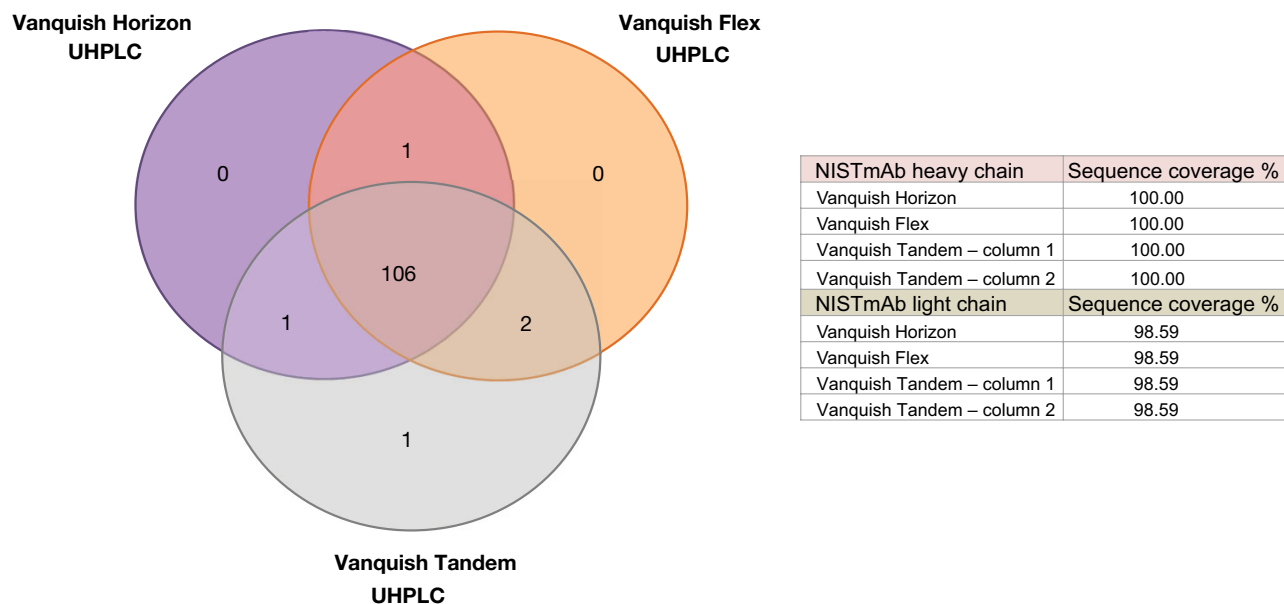 Vanquish Horizon
UHPLC
Vanquish Flex
UHPLC
0
1
0
106
1
2
1
Vanquish Tandem
UHPLC
NISTmAb heavy chain Sequence coverage %
Vanquish Horizon 100.00
Vanquish Flex 100.00
Vanquish Tandem – column 1 100.00
Vanquish Tandem – column 2 100.00
NISTmAb light chain Sequence coverage %
Vanquish Horizon 98.59
Vanquish Flex 98.59
Vanquish Tandem – column 1 98.59
Vanquish Tandem – column 2 98.59